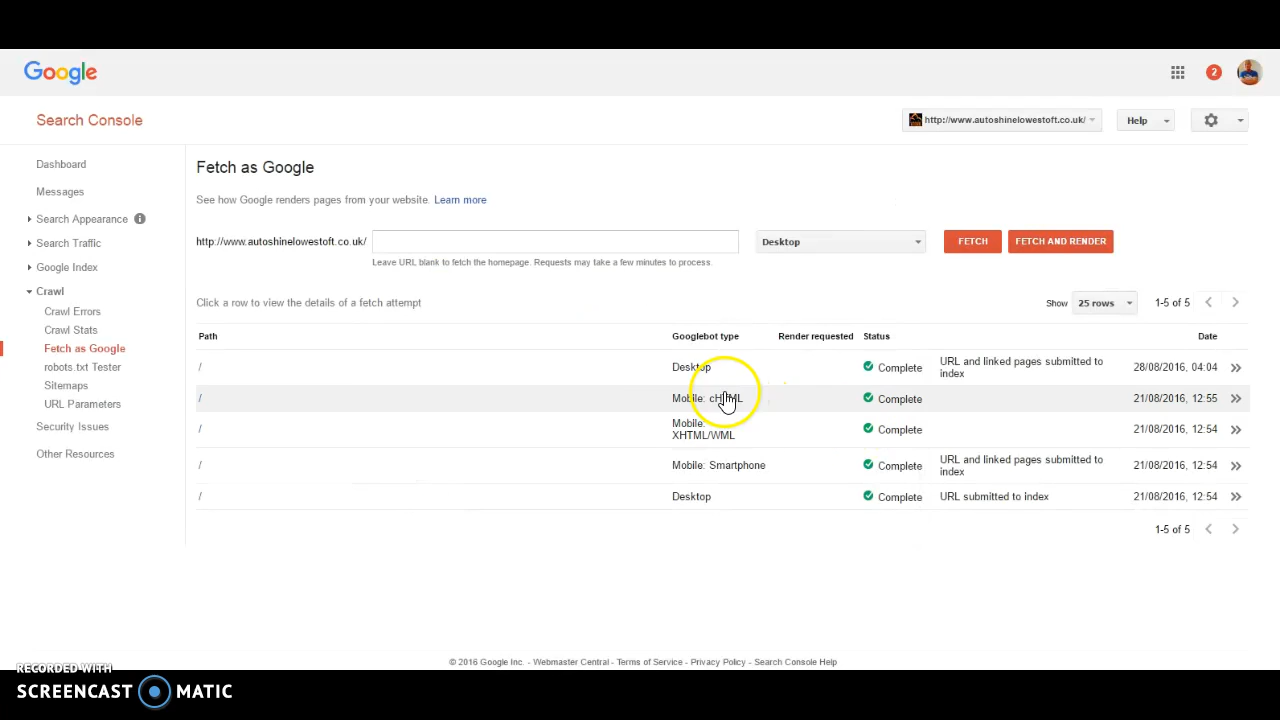 Google
2
Search Console
http://www.autoshinelowestoft.co.uk/
Help
Dashboard
Messages
Search Appearance
Search Traffic
Google Index
Crawl
Crawl Errors
Crawl Stats
Fetch as Google
robots.txt Tester
Sitemaps
URL Parameters
Security Issues
Other Resources
Fetch as Google
See how Google renders pages from your website. Learn more
http://www.autoshinelowestoft.co.uk/
Desktop
FETCH
FETCH AND RENDER
Leave URL blank to fetch the homepage. Requests may take a few minutes to process.
Click a row to view the details of a fetch attempt
Show 25 rows 1-5 of 5
Path Googlebot type Render requested Status Date
/ Desktop Complete URL and linked pages submitted to
index 28/08/2016, 04:04
/ Mobile: cHTML Complete 21/08/2016, 12:55
/ Mobile:
XHTML/WML Complete 21/08/2016, 12:54
/ Mobile: Smartphone Complete URL and linked pages submitted to
index 21/08/2016, 12:54
/ Desktop Complete URL submitted to index 21/08/2016, 12:54
1-5 of 5
© 2016 Google Inc. - Webmaster Central - Terms of Service - Privacy Policy - Search Console Help
RECORDED WITH
SCREENCAST MATIC